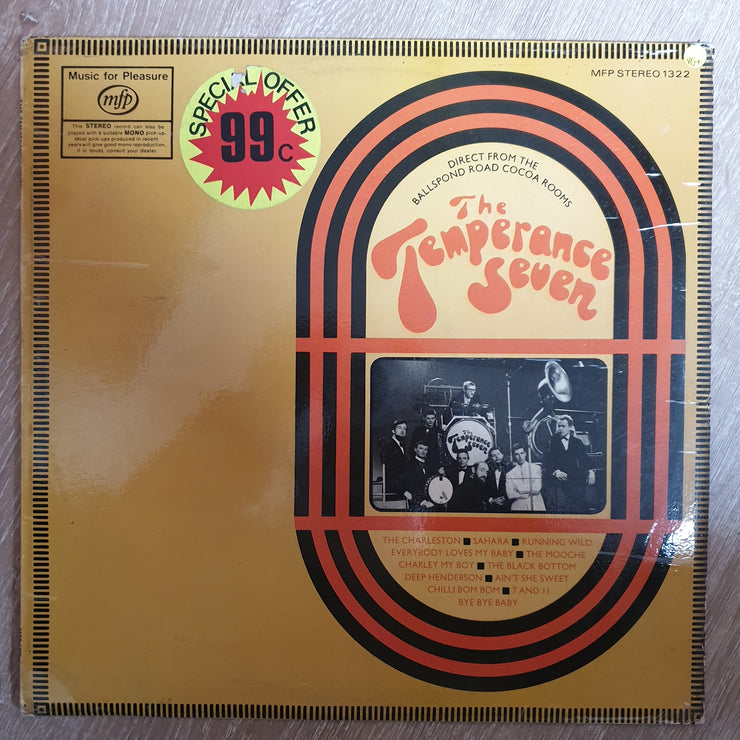 Music for Pleasure
mfp
This STEREO record can also be
played with a suitable MONO pick-up.
Most pick-ups produced in recent
years will give good mono reproduction.
If in doubt, consult your dealer.
SPECIAL OFFER
99c
MFP STEREO 1322
VG+
DIRECT FROM THE
BALLSPOND ROAD COCOA ROOMS
The
Temperance
Seven
The
Temperance
Seven
THE CHARLESTON ■ SAHARA ■ RUNNING WILD
EVERYBODY LOVES MY BABY ■ THE MOOCHE
CHARLEY MY BOY ■ THE BLACK BOTTOM
DEEP HENDERSON ■ AIN'T SHE SWEET
CHILLI BOM BOM ■ 7 AND 11
BYE BYE BABY